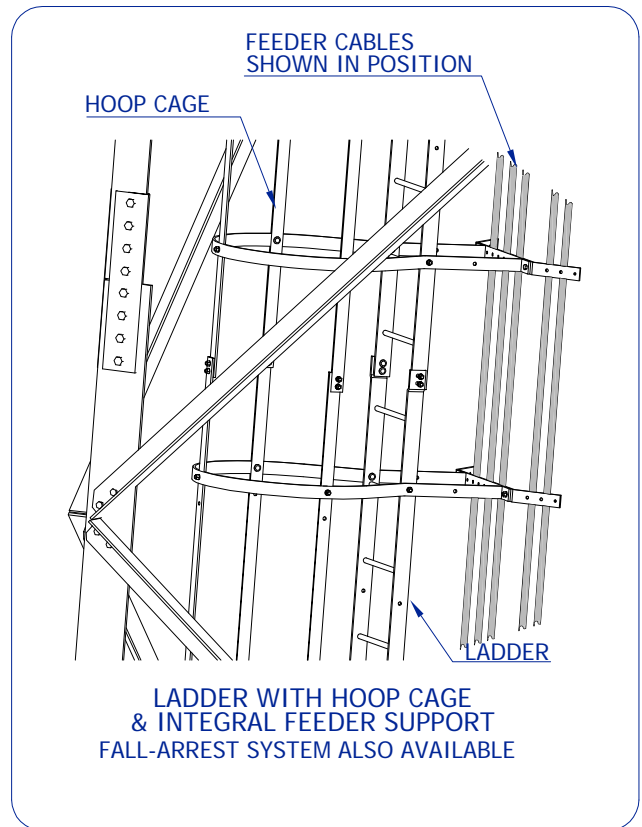 FEEDER CABLES
SHOWN IN POSITION
HOOP CAGE
LADDER
LADDER WITH HOOP CAGE
& INTEGRAL FEEDER SUPPORT
FALL-ARREST SYSTEM ALSO AVAILABLE